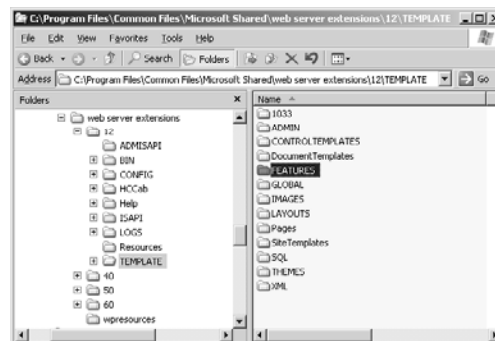 C:\Program Files\Common Files\Microsoft Shared\web server extensions\12\TEMPLATE
File Edit View Favorites Tools Help
Back Search Folders
Address C:\Program Files\Common Files\Microsoft Shared\web server extensions\12\TEMPLATE Go
Folders x
web server extensions
12
ADMISAPI
BIN
CONFIG
HCCab
Help
ISAPI
LOGS
Resources
TEMPLATE
40
50
60
wpresources
Name
1033
ADMIN
CONTROLTEMPLATES
DocumentTemplates
FEATURES
GLOBAL
IMAGES
LAYOUTS
Pages
SiteTemplates
SQL
THEMES
XML